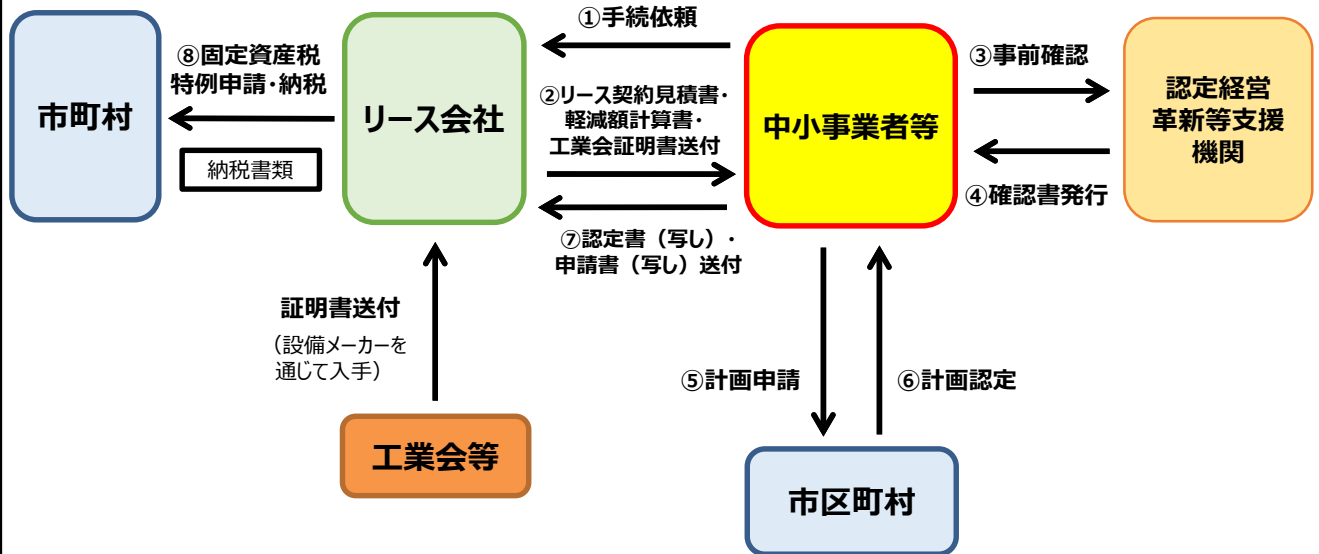 ①手続依頼
市町村
⑧固定資産税
特例申請・納税
納税書類
リース会社
②リース契約見積書・
軽減額計算書・
工業会証明書送付
中小事業者等
③事前確認
認定経営
革新等支援
機関
④確認書発行
⑦認定書（写し）・
申請書（写し）送付
証明書送付
（設備メーカーを
通じて入手）
⑤計画申請
⑥計画認定
工業会等
市区町村